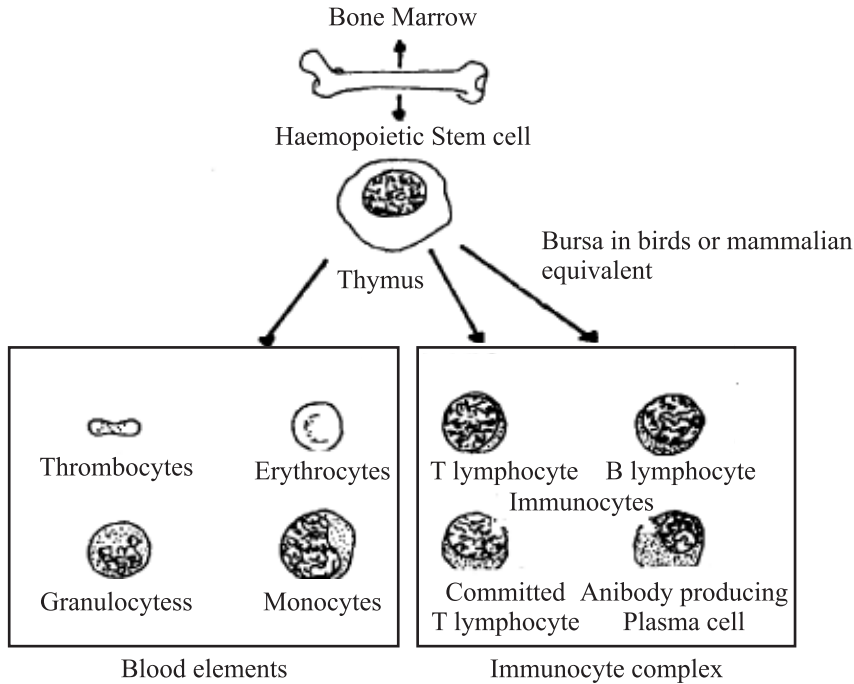 Bone Marrow
Haemopoietic Stem cell
Bursa in birds or mammalian
equivalent
Thymus
Thrombocytes
Erythrocytes
T lymphocyte
B lymphocyte
Immunocytes
Granulocytess
Monocytes
Committed
T lymphocyte
Anibody producing
Plasma cell
Blood elements
Immunocyte complex